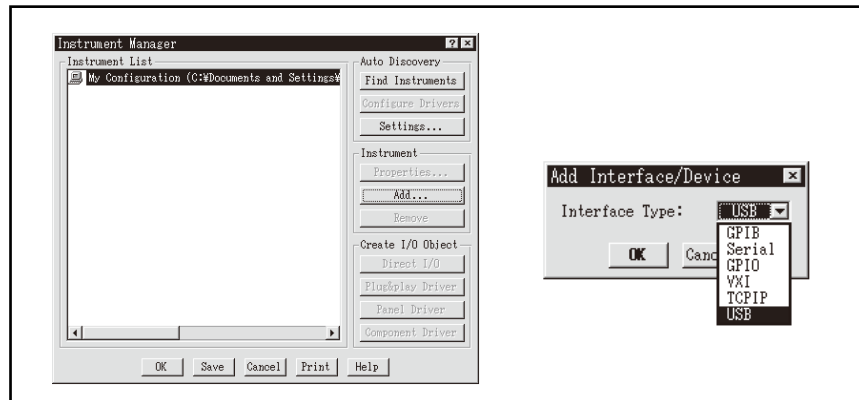 Instrument Manager
Instrument List
My Configuration (C:¥Documents and Settings¥
Auto Discovery
Find Instruments
Configure Drivers
Settings...
Instrument
Properties...
Add...
Remove
Create I/O Object
Direct I/O
Plug&play Driver
Panel Driver
Component Driver
OK Save Cancel Print Help
Add Interface/Device
Interface Type: USB
GPIB
Serial
GPIO
VXI
TCPIP
USB
OK Canc